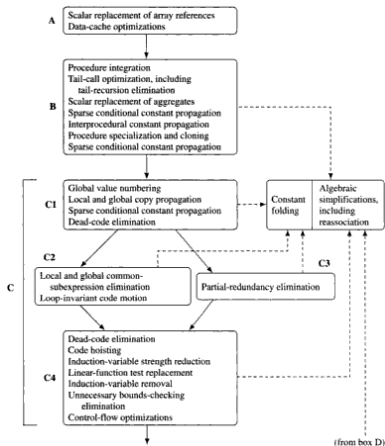 A
Scalar replacement of array references
Data-cache optimizations
B
Procedure integration
Tail-call optimization, including
tail-recursion elimination
Scalar replacement of aggregates
Sparse conditional constant propagation
Interprocedural constant propagation
Procedure specialization and cloning
Sparse conditional constant propagation
C
C1
Global value numbering
Local and global copy propagation
Sparse conditional constant propagation
Dead-code elimination
Constant
folding
Algebraic
simplifications,
including
reassociation
C2
Local and global common-
subexpression elimination
Loop-invariant code motion
C3
Partial-redundancy elimination
C4
Dead-code elimination
Code hoisting
Induction-variable strength reduction
Linear-function test replacement
Induction-variable removal
Unnecessary bounds-checking
elimination
Control-flow optimizations
(from box D)